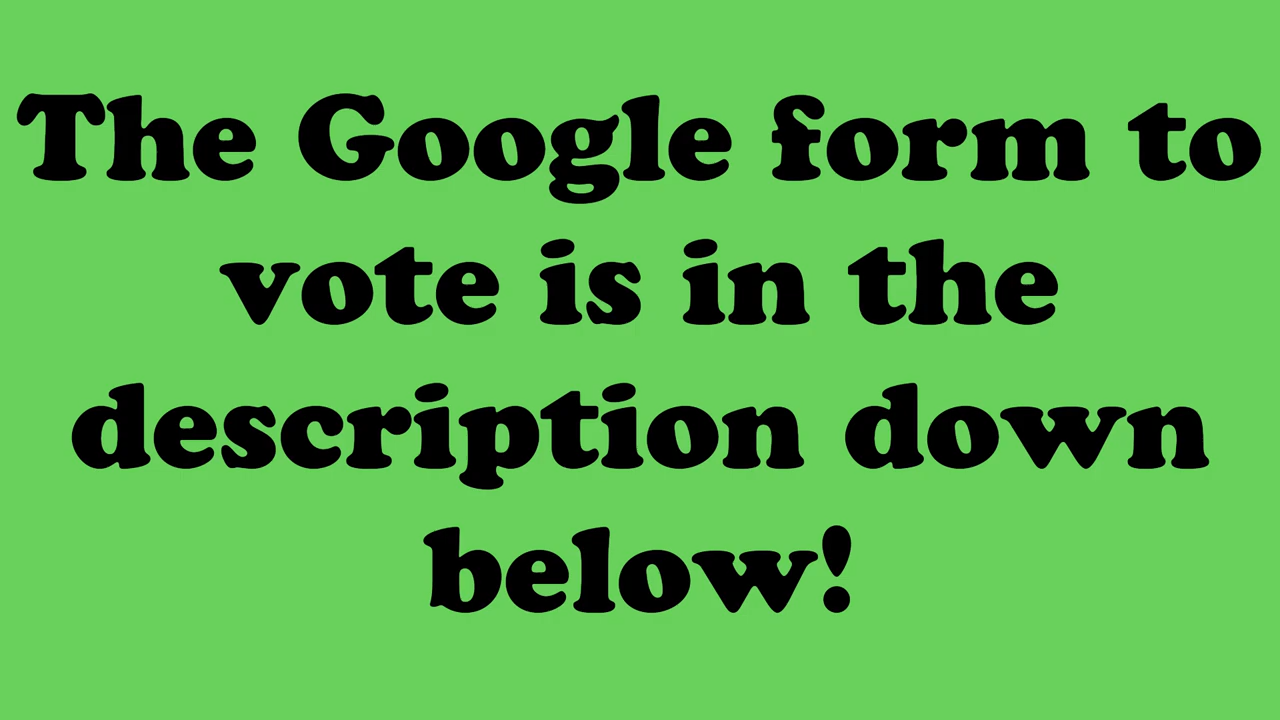 The Google form to
vote is in the
description down
below!